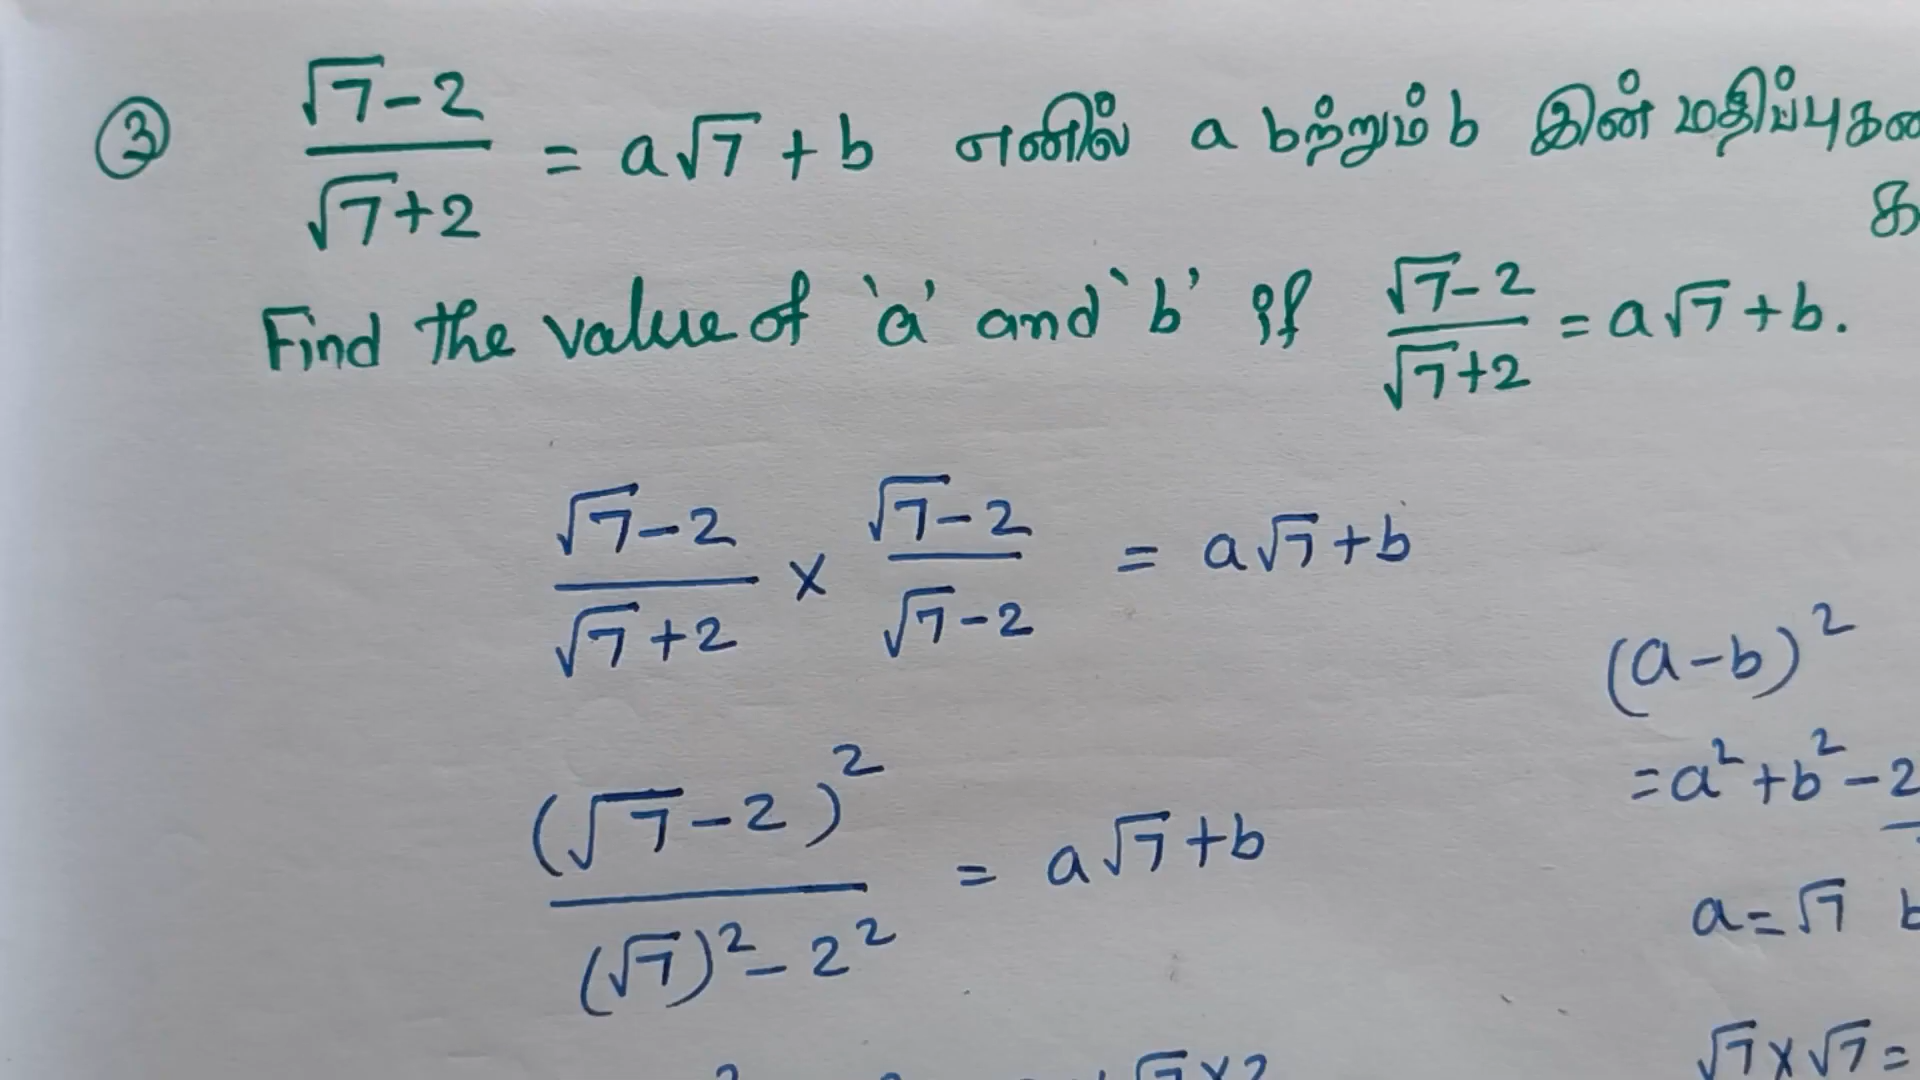 ③ (√7-2)/(√7+2) = a√7 + b எனில் a மற்றும் b இன்
க
Find the value of 'a' and 'b' if (√7-2)/(√7+2) = a√7 + b.
(√7-2)/(√7+2) × (√7-2)/(√7-2) = a√7+b
(a-b)²
(√7-2)²/((√7)²-2²) = a√7+b
= a²+b²-2
a=√7 b
√7×√7=